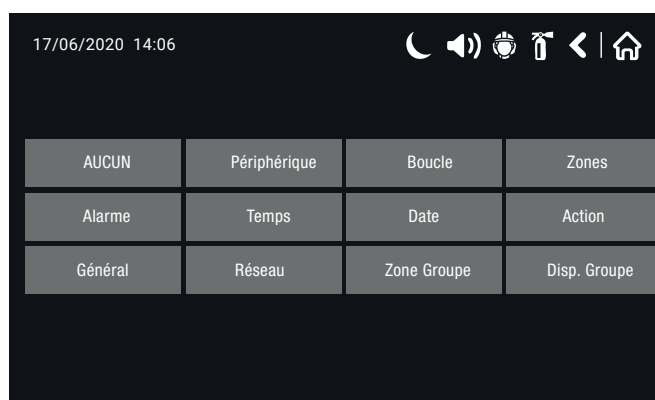 17/06/2020 14:06
AUCUN Périphérique Boucle Zones
Alarme Temps Date Action
Général Réseau Zone Groupe Disp. Groupe